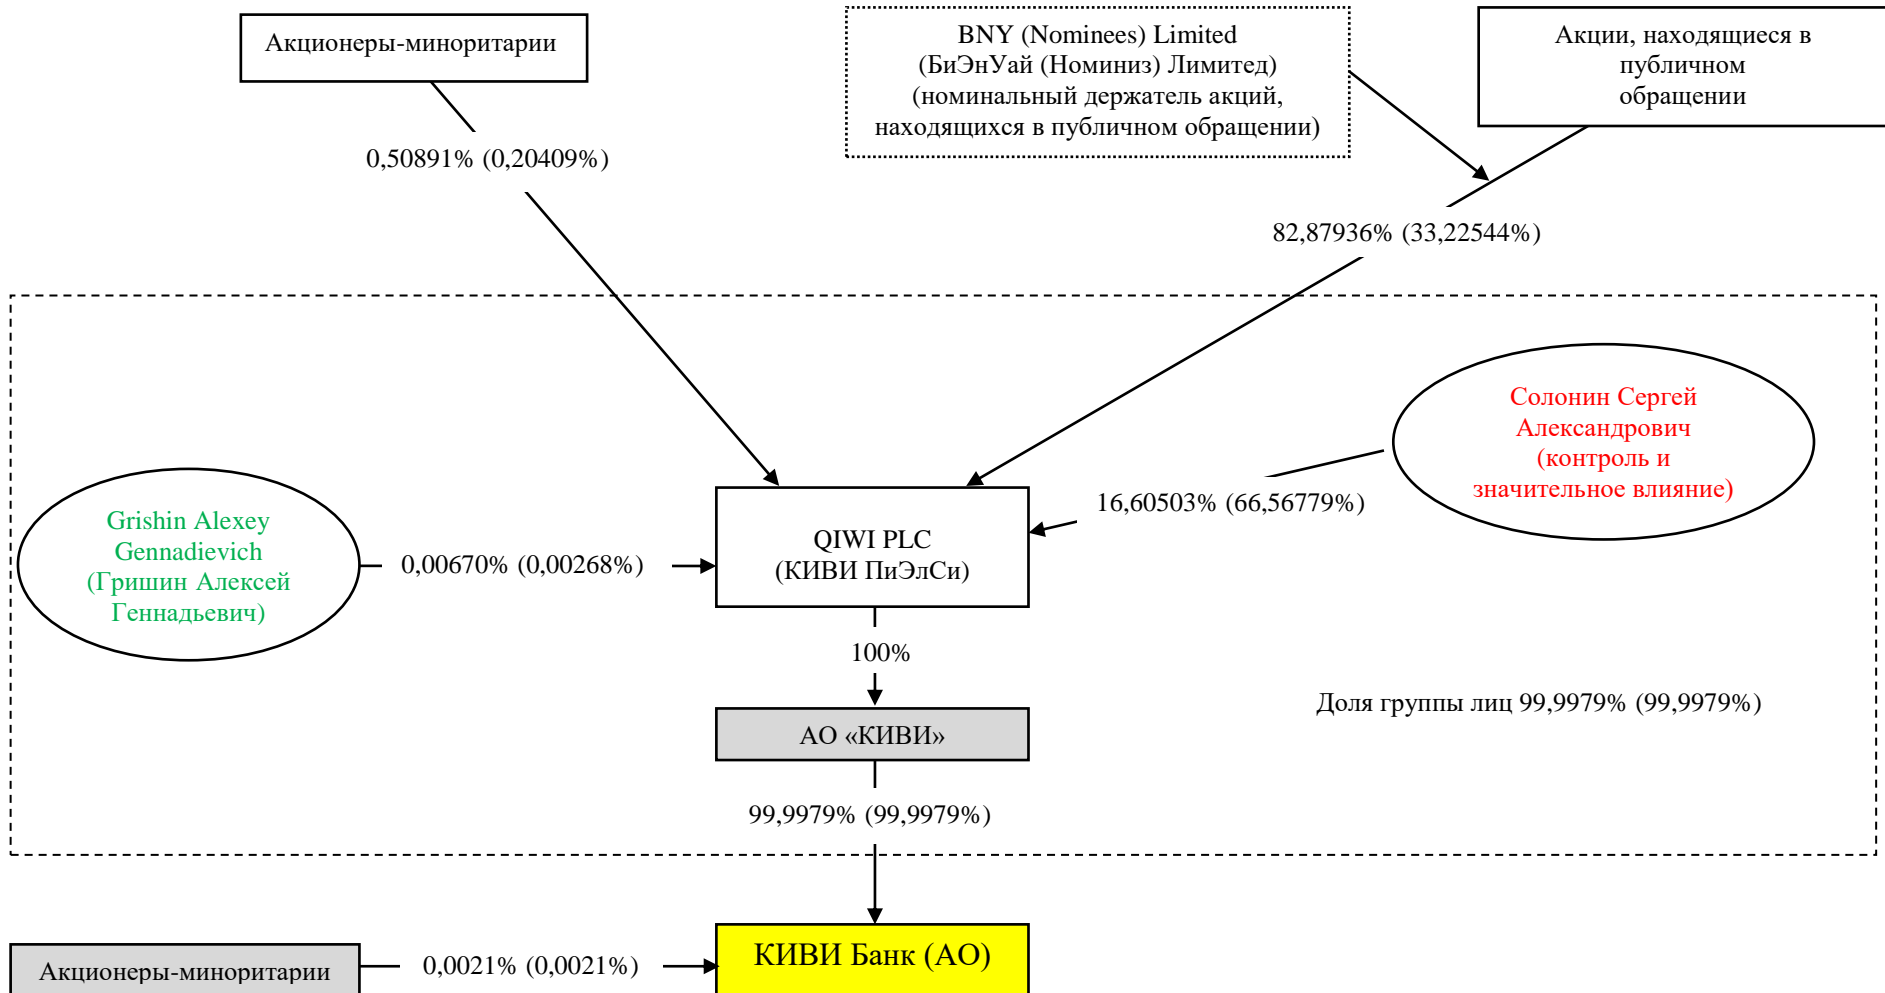 Акционеры-миноритарии
BNY (Nominees) Limited
(БиЭнУай (Номиниз) Лимитед)
(номинальный держатель акций,
находящихся в публичном обращении)
Акции, находящиеся в
публичном
обращении
0,50891% (0,20409%)
82,87936% (33,22544%)
Солонин Сергей
Александрович
(контроль и
значительное влияние)
16,60503% (66,56779%)
Grishin Alexey
Gennadievich
(Гришин Алексей
Геннадьевич)
0,00670% (0,00268%)
QIWI PLC
(КИВИ ПиЭлСи)
100%
Доля группы лиц 99,9979% (99,9979%)
АО «КИВИ»
99,9979% (99,9979%)
Акционеры-миноритарии
0,0021% (0,0021%)
КИВИ Банк (АО)